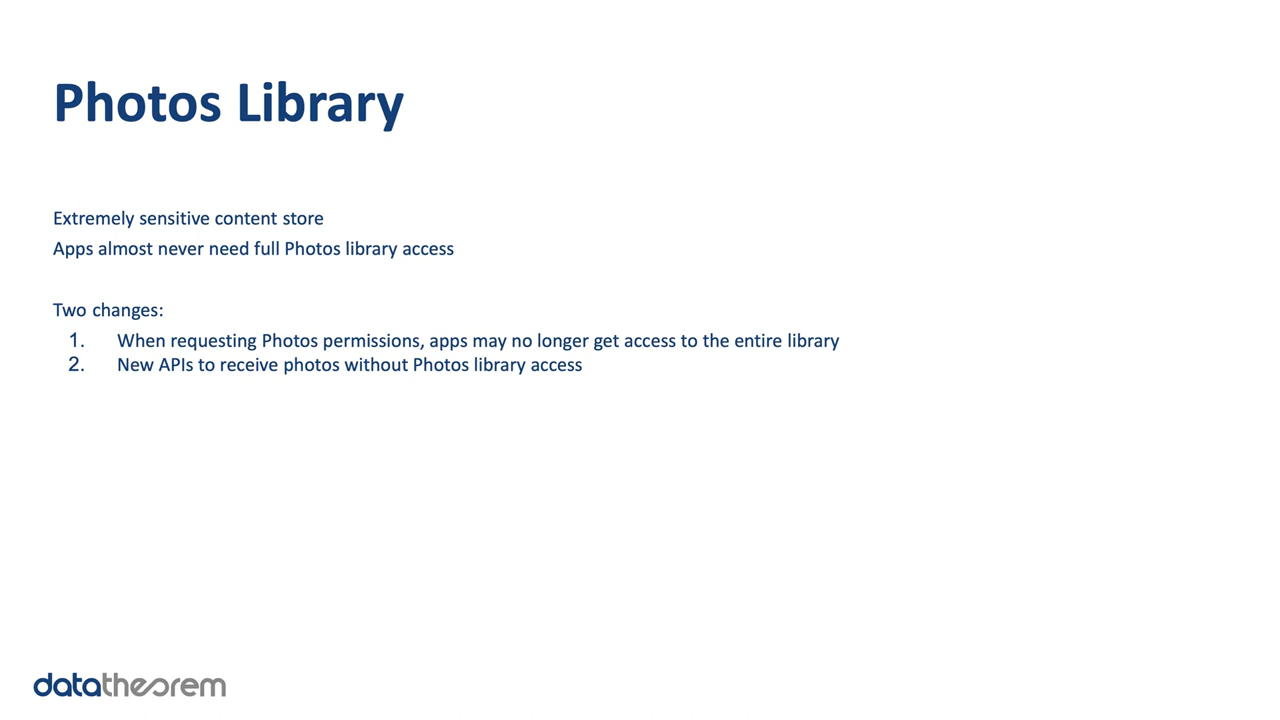 Photos Library
Extremely sensitive content store
Apps almost never need full Photos library access
Two changes:
1. When requesting Photos permissions, apps may no longer get access to the entire library
2. New APIs to receive photos without Photos library access
datatheorem